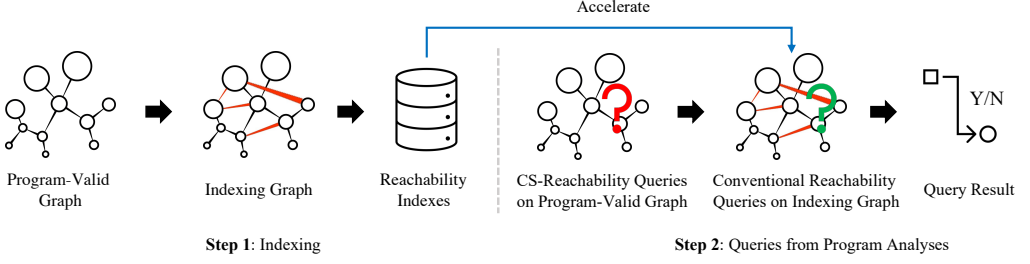 Accelerate
Y/N
Program-Valid
Graph
Indexing Graph
Reachability
Indexes
CS-Reachability Queries
on Program-Valid Graph
Conventional Reachability
Queries on Indexing Graph
Query Result
Step 1: Indexing
Step 2: Queries from Program Analyses